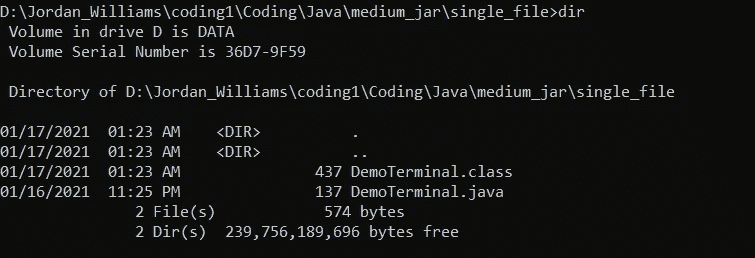 D:\Jordan_Williams\coding1\Coding\Java\medium_jar\single_file>dir
Volume in drive D is DATA
Volume Serial Number is 36D7-9F59
Directory of D:\Jordan_Williams\coding1\Coding\Java\medium_jar\single_file
01/17/2021  01:23 AM    <DIR>          .
01/17/2021  01:23 AM    <DIR>          ..
01/17/2021  01:23 AM               437 DemoTerminal.class
01/16/2021  11:25 PM               137 DemoTerminal.java
2 File(s)            574 bytes
2 Dir(s)  239,756,189,696 bytes free